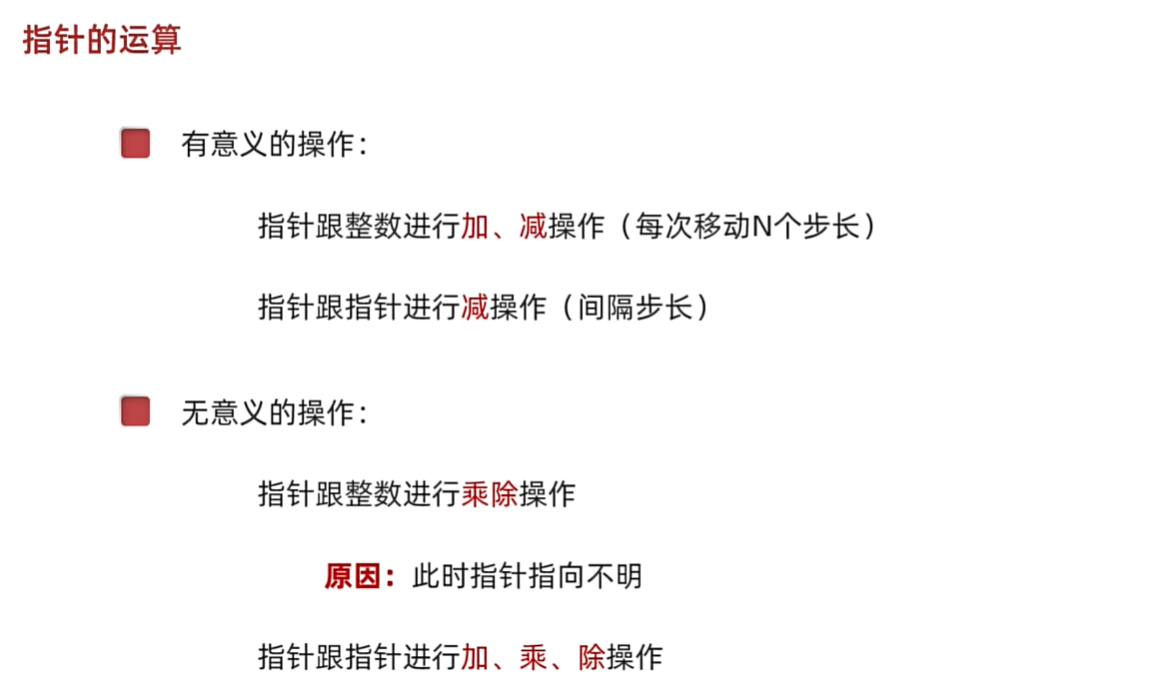 指针的运算
有意义的操作：
指针跟整数进行加、减操作（每次移动N个步长）
指针跟指针进行减操作（间隔步长）
无意义的操作：
指针跟整数进行乘除操作
原因：此时指针指向不明
指针跟指针进行加、乘、除操作